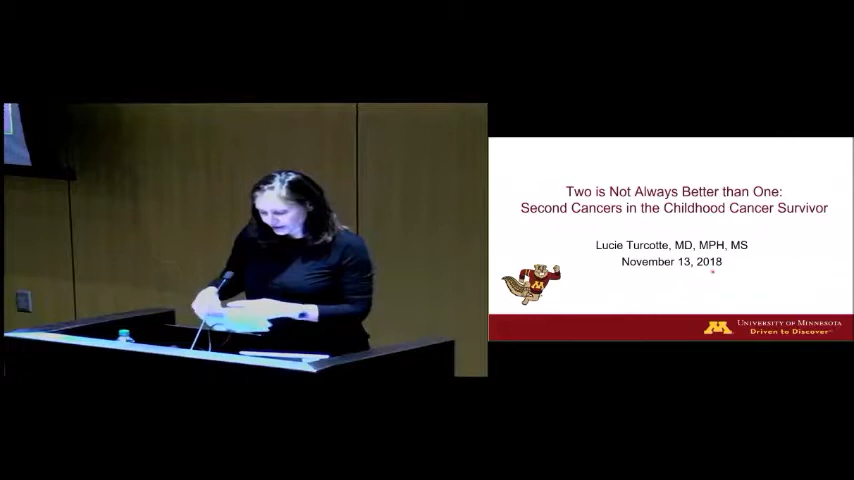 Two is Not Always Better than One:
Second Cancers in the Childhood Cancer Survivor
Lucie Turcotte, MD, MPH, MS
November 13, 2018
M
M
UNIVERSITY OF MINNESOTA
Driven to Discover